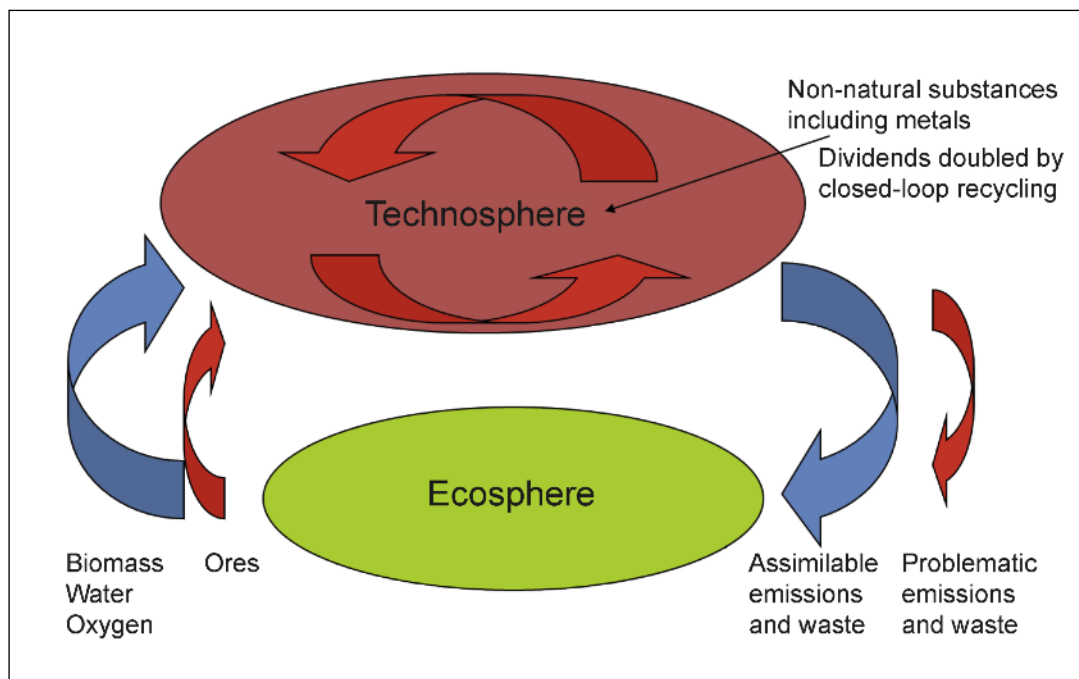 Non-natural substances
including metals
Dividends doubled by
closed-loop recycling
Technosphere
Ecosphere
Biomass
Water
Oxygen
Ores
Assimilable
emissions
and waste
Problematic
emissions
and waste